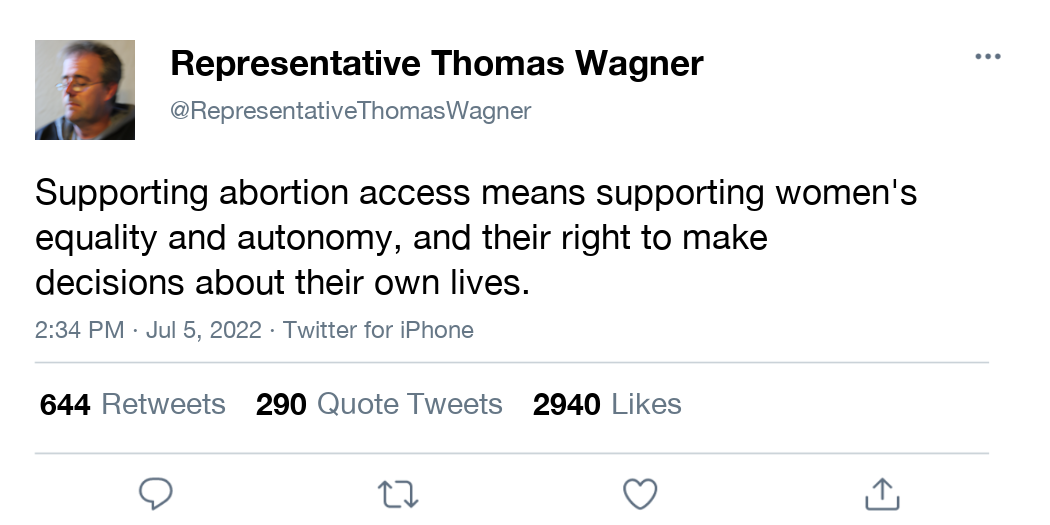 Representative Thomas Wagner
@RepresentativeThomasWagner
Supporting abortion access means supporting women's
equality and autonomy, and their right to make
decisions about their own lives.
2:34 PM · Jul 5, 2022 · Twitter for iPhone
644 Retweets 290 Quote Tweets 2940 Likes